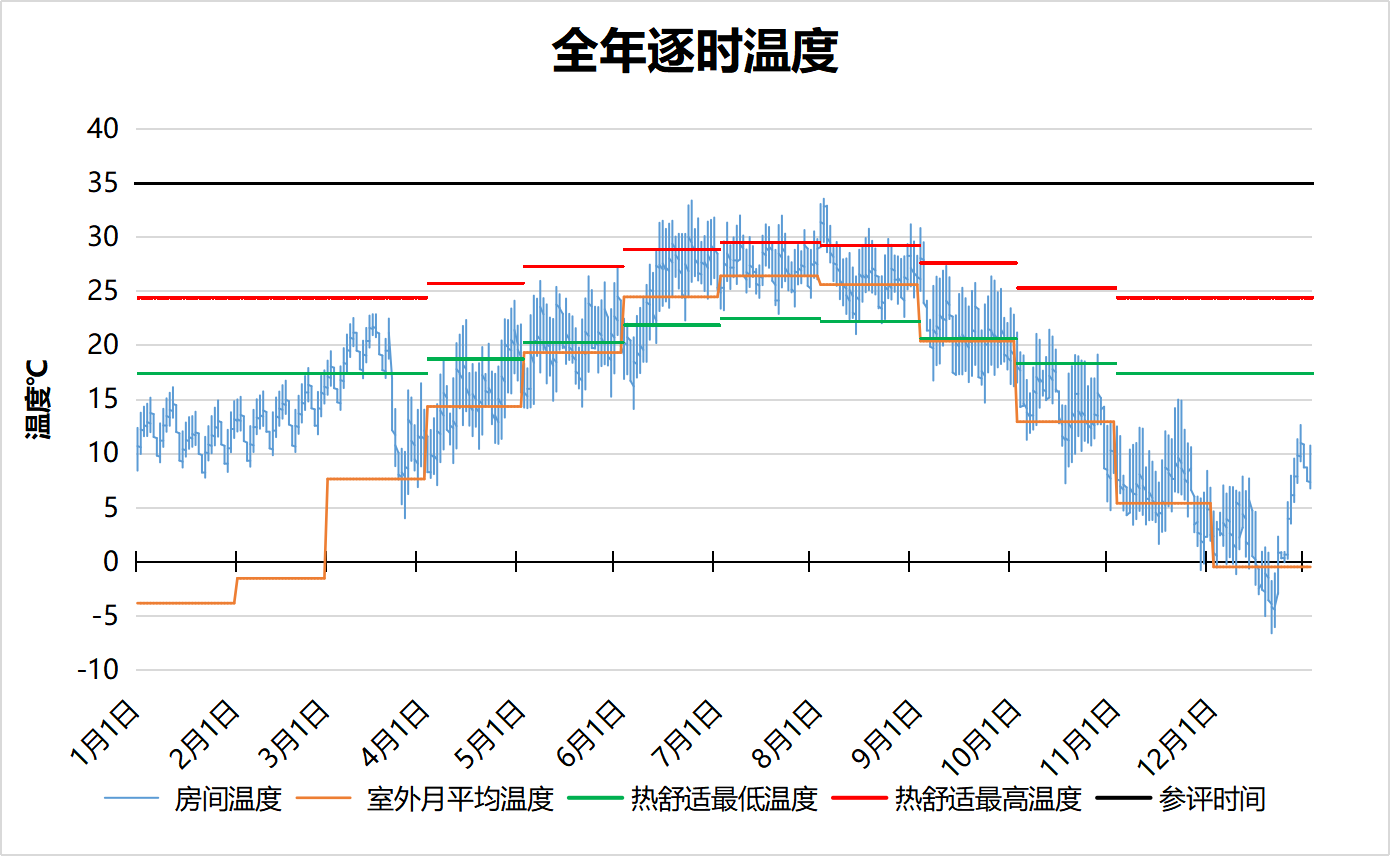 全年逐时温度
40
35
30
25
20
15
10
5
0
-5
-10
温度℃
1月1日
2月1日
3月1日
4月1日
5月1日
6月1日
7月1日
8月1日
9月1日
10月1日
11月1日
12月1日
房间温度 室外月平均温度 热舒适最低温度 热舒适最高温度 参评时间